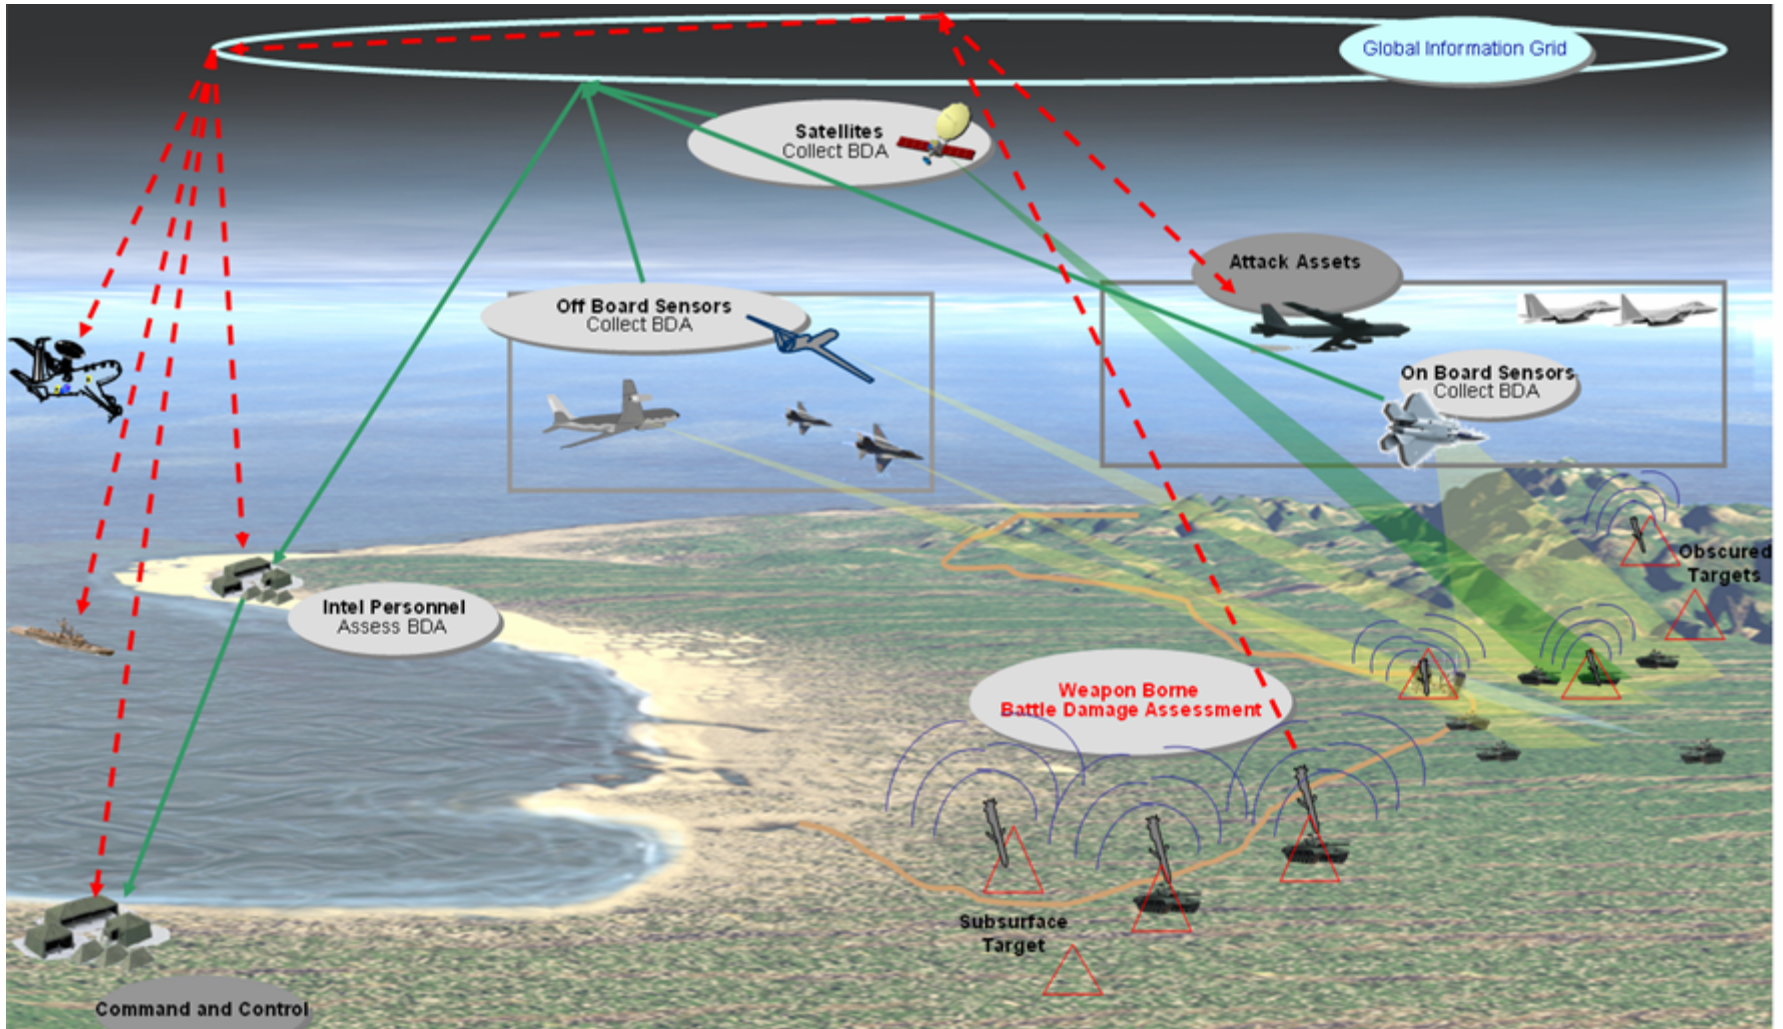 Global Information Grid
Satellites
Collect BDA
Attack Assets
Off Board Sensors
Collect BDA
On Board Sensors
Collect BDA
Obscured
Targets
Intel Personnel
Assess BDA
Weapon Borne
Battle Damage Assessment
Subsurface
Target
Command and Control